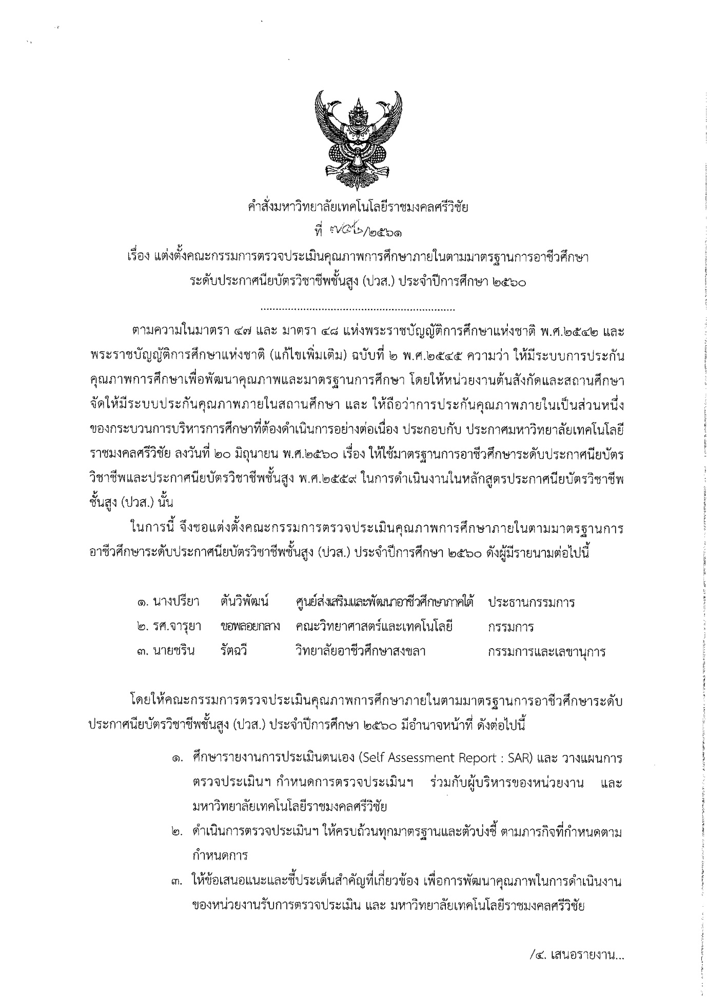 คำสั่งมหาวิทยาลัยเทคโนโลยีราชมงคลศรีวิชัย
ที่ /๒๕๖๑
เรื่อง แต่งตั้งคณะกรรมการตรวจประเมินคุณภาพการศึกษาภายในตามมาตรฐานการอาชีวศึกษา
ระดับประกาศนียบัตรวิชาชีพชั้นสูง (ปวส.) ประจำปีการศึกษา ๒๕๖๐
................................................................
ตามความในมาตรา ๔๗ และ มาตรา ๔๘ แห่งพระราชบัญญัติการศึกษาแห่งชาติ พ.ศ.๒๕๔๒ และ
พระราชบัญญัติการศึกษาแห่งชาติ (แก้ไขเพิ่มเติม) ฉบับที่ ๒ พ.ศ.๒๕๔๕ ความว่า ให้มีระบบการประกัน
คุณภาพการศึกษาเพื่อพัฒนาคุณภาพและมาตรฐานการศึกษา โดยให้หน่วยงานต้นสังกัดและสถานศึกษา
จัดให้มีระบบประกันคุณภาพภายในสถานศึกษา และ ให้ถือว่าการประกันคุณภาพภายในเป็นส่วนหนึ่ง
ของกระบวนการบริหารการศึกษาที่ต้องดำเนินการอย่างต่อเนื่อง ประกอบกับ ประกาศมหาวิทยาลัยเทคโนโลยี
ราชมงคลศรีวิชัย ลงวันที่ ๒๐ มิถุนายน พ.ศ.๒๕๖๐ เรื่อง ให้ใช้มาตรฐานการอาชีวศึกษาระดับประกาศนียบัตร
วิชาชีพและประกาศนียบัตรวิชาชีพชั้นสูง พ.ศ.๒๕๕๙ ในการดำเนินงานในหลักสูตรประกาศนียบัตรวิชาชีพ
ชั้นสูง (ปวส.) นั้น
ในการนี้ จึงขอแต่งตั้งคณะกรรมการตรวจประเมินคุณภาพการศึกษาภายในตามมาตรฐานการ
อาชีวศึกษาระดับประกาศนียบัตรวิชาชีพชั้นสูง (ปวส.) ประจำปีการศึกษา ๒๕๖๐ ดังผู้มีรายนามต่อไปนี้
๑. นางปรียา ตันวิพัฒน์ ศูนย์ส่งเสริมและพัฒนาอาชีวศึกษาภาคใต้ ประธานกรรมการ
๒. รศ.จารุยา ขอพลอยกลาง คณะวิทยาศาสตร์และเทคโนโลยี กรรมการ
๓. นายชริน รัตฉวี วิทยาลัยอาชีวศึกษาสงขลา กรรมการและเลขานุการ
โดยให้คณะกรรมการตรวจประเมินคุณภาพการศึกษาภายในตามมาตรฐานการอาชีวศึกษาระดับ
ประกาศนียบัตรวิชาชีพชั้นสูง (ปวส.) ประจำปีการศึกษา ๒๕๖๐ มีอำนาจหน้าที่ ดังต่อไปนี้
๑. ศึกษารายงานการประเมินตนเอง (Self Assessment Report : SAR) และ วางแผนการ
ตรวจประเมินฯ กำหนดการตรวจประเมินฯ ร่วมกับผู้บริหารของหน่วยงาน และ
มหาวิทยาลัยเทคโนโลยีราชมงคลศรีวิชัย
๒. ดำเนินการตรวจประเมินฯ ให้ครบถ้วนทุกมาตรฐานและตัวบ่งชี้ ตามภารกิจที่กำหนดตาม
กำหนดการ
๓. ให้ข้อเสนอแนะและชี้ประเด็นสำคัญที่เกี่ยวข้อง เพื่อการพัฒนาคุณภาพในการดำเนินงาน
ของหน่วยงานรับการตรวจประเมิน และ มหาวิทยาลัยเทคโนโลยีราชมงคลศรีวิชัย
/๔. เสนอรายงาน...